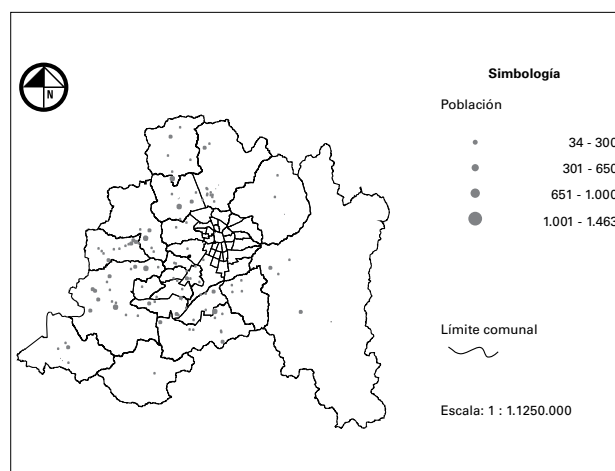 N
Simbología
Población
34 - 300
301 - 650
651 - 1.000
1.001 - 1.463
Límite comunal
Escala: 1 : 1.1250.000